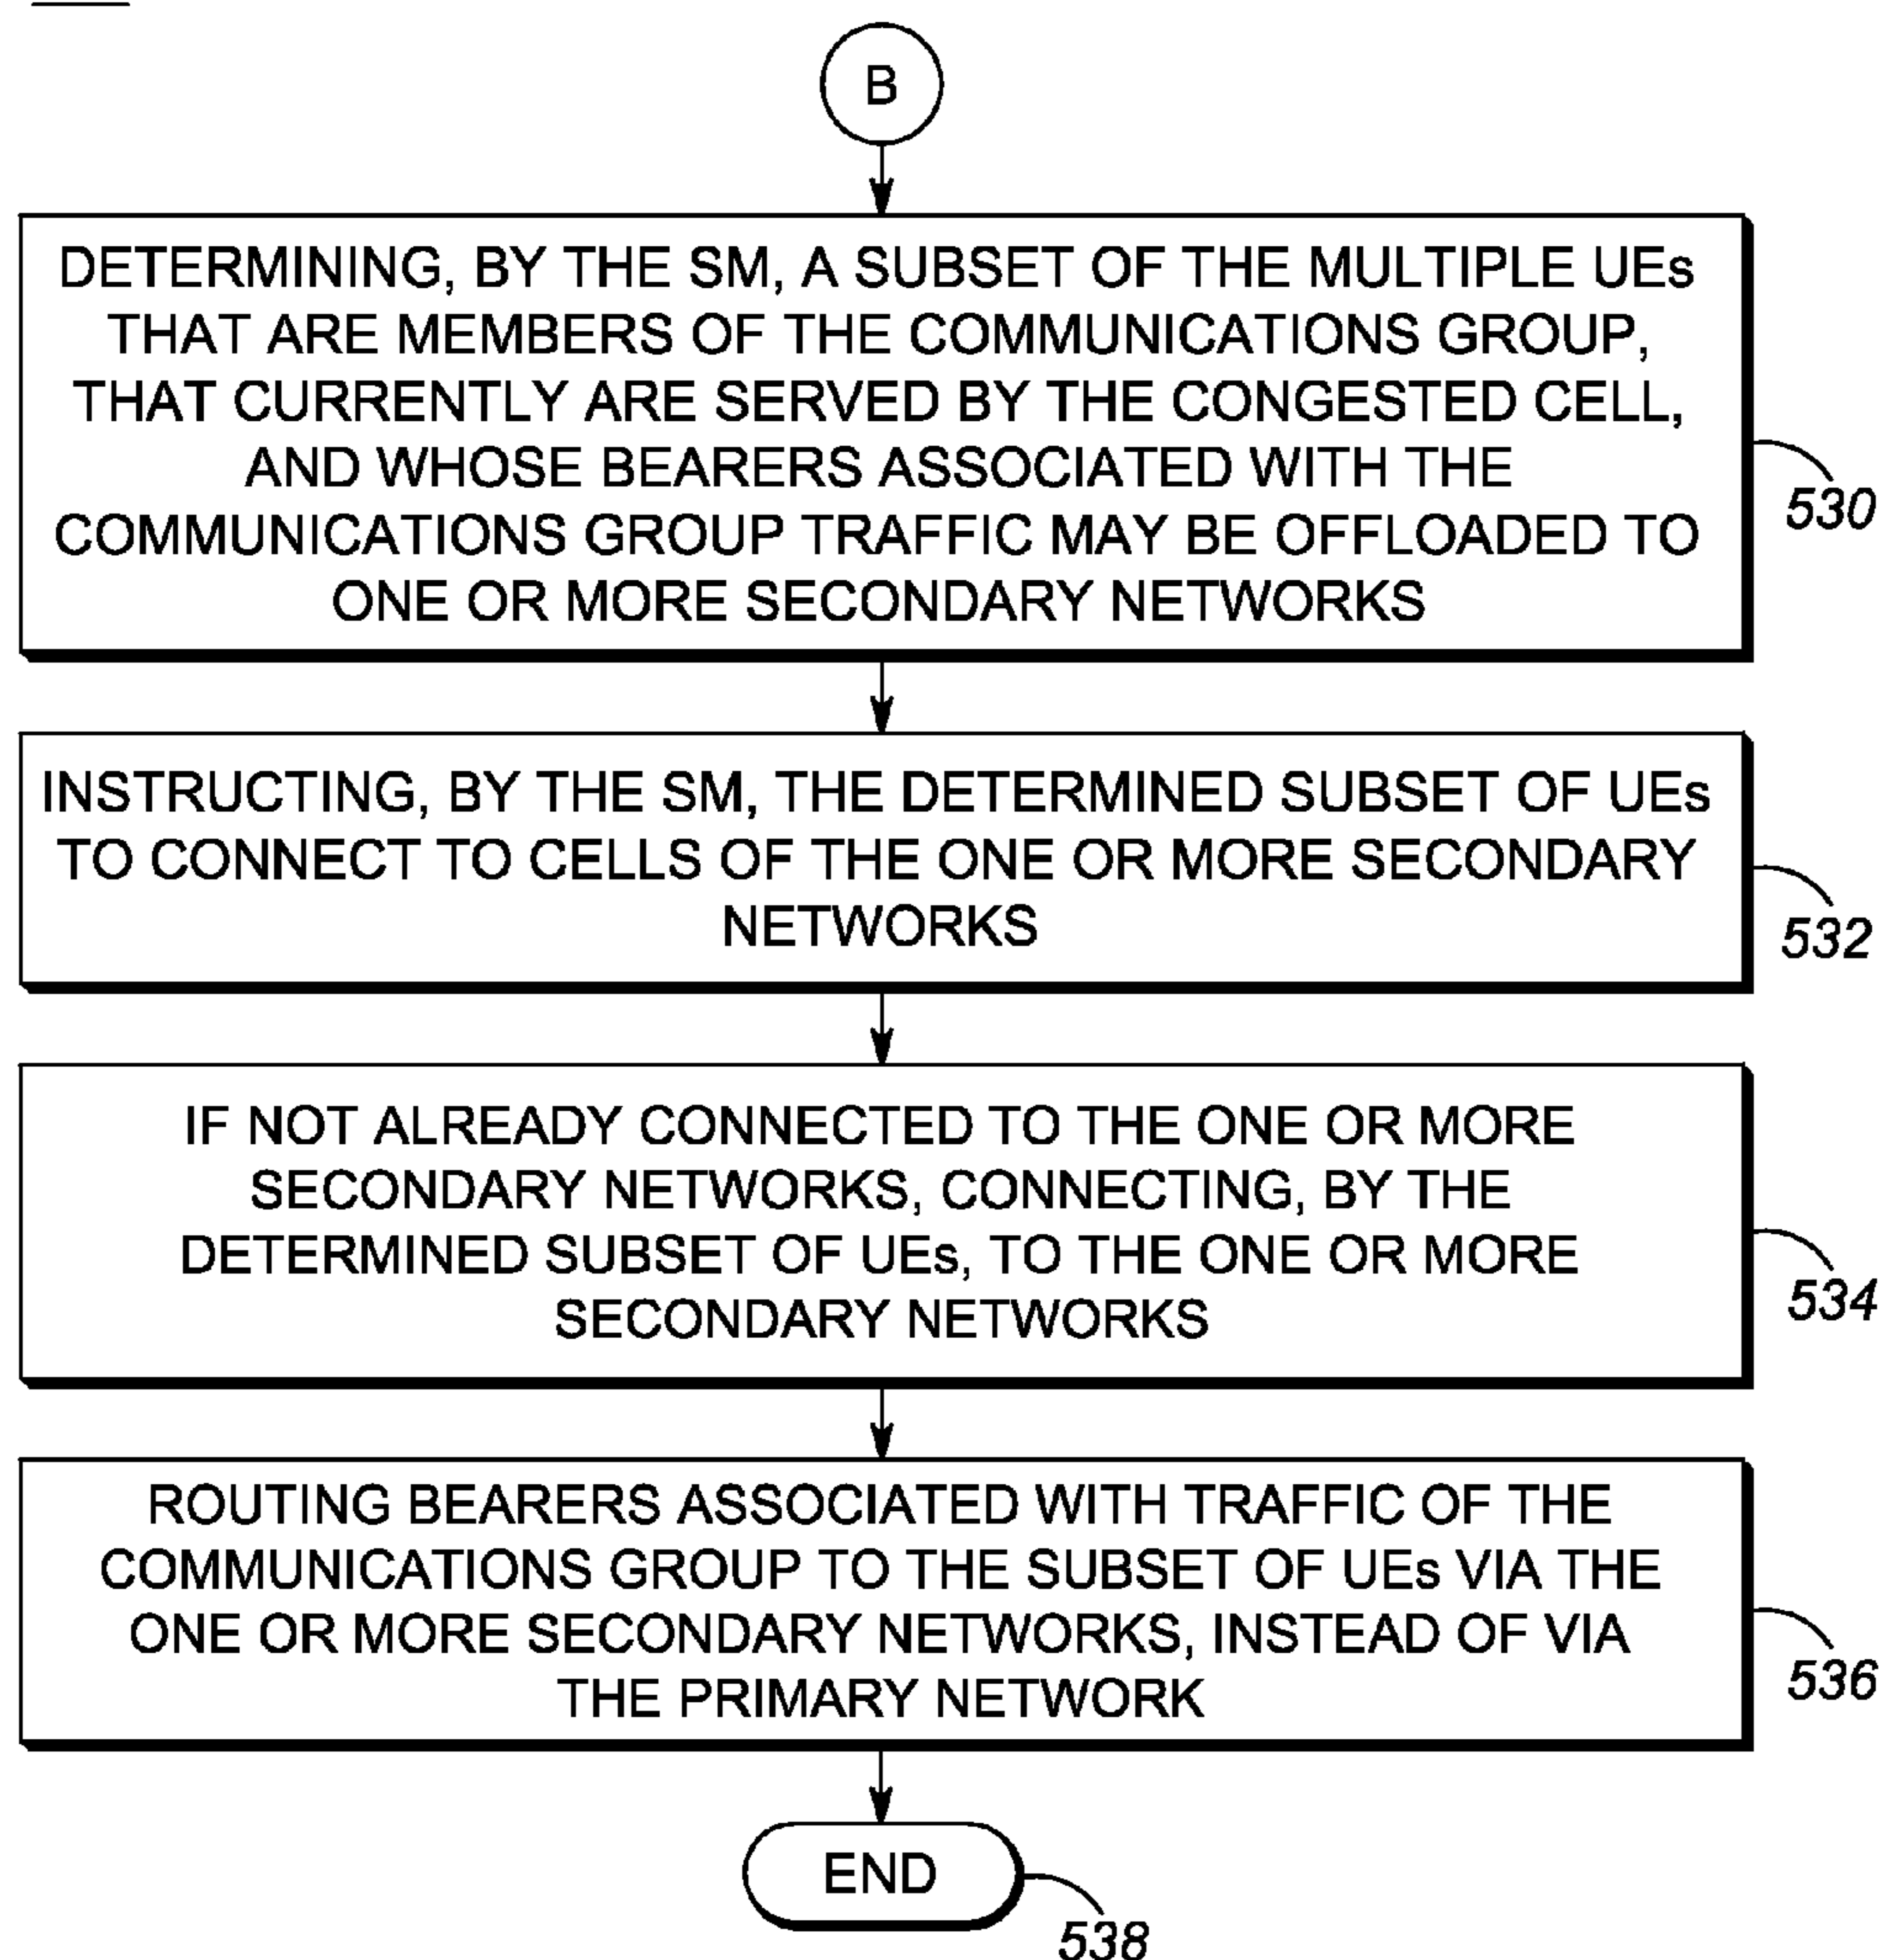 B
DETERMINING, BY THE SM, A SUBSET OF THE MULTIPLE UEs
THAT ARE MEMBERS OF THE COMMUNICATIONS GROUP,
THAT CURRENTLY ARE SERVED BY THE CONGESTED CELL,
AND WHOSE BEARERS ASSOCIATED WITH THE
COMMUNICATIONS GROUP TRAFFIC MAY BE OFFLOADED TO
ONE OR MORE SECONDARY NETWORKS
530
INSTRUCTING, BY THE SM, THE DETERMINED SUBSET OF UEs
TO CONNECT TO CELLS OF THE ONE OR MORE SECONDARY
NETWORKS
532
IF NOT ALREADY CONNECTED TO THE ONE OR MORE
SECONDARY NETWORKS, CONNECTING, BY THE
DETERMINED SUBSET OF UEs, TO THE ONE OR MORE
SECONDARY NETWORKS
534
ROUTING BEARERS ASSOCIATED WITH TRAFFIC OF THE
COMMUNICATIONS GROUP TO THE SUBSET OF UEs VIA THE
ONE OR MORE SECONDARY NETWORKS, INSTEAD OF VIA
THE PRIMARY NETWORK
536
END
538